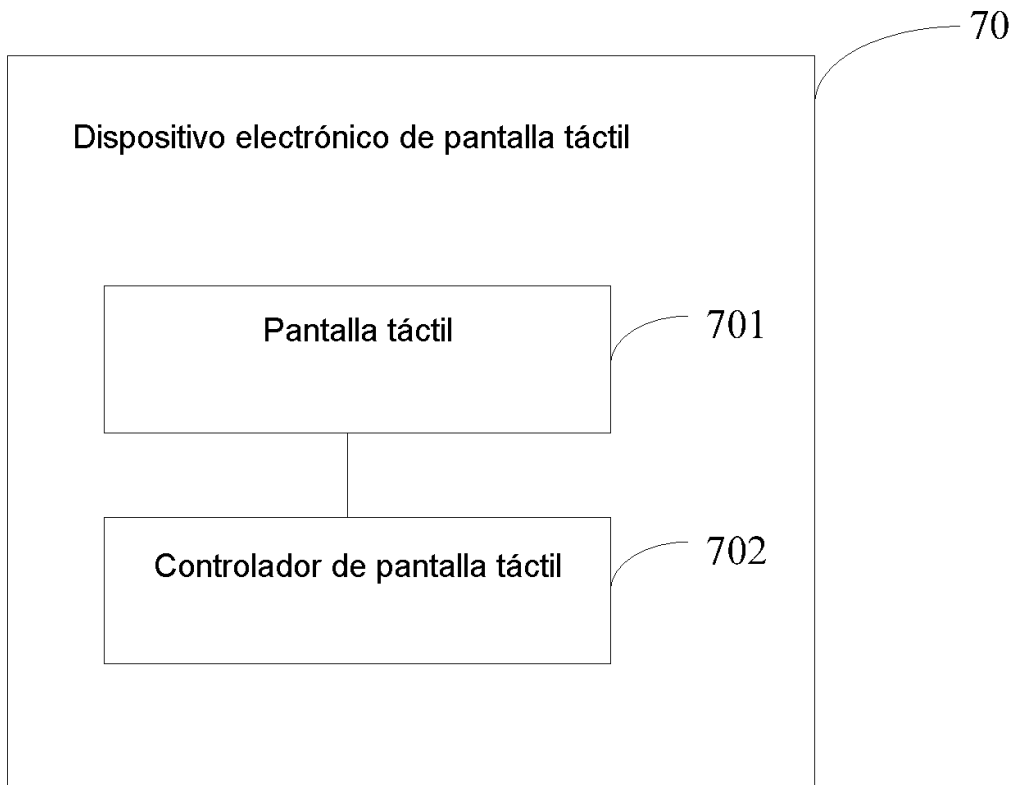 70
Dispositivo electrónico de pantalla táctil
Pantalla táctil
701
Controlador de pantalla táctil
702